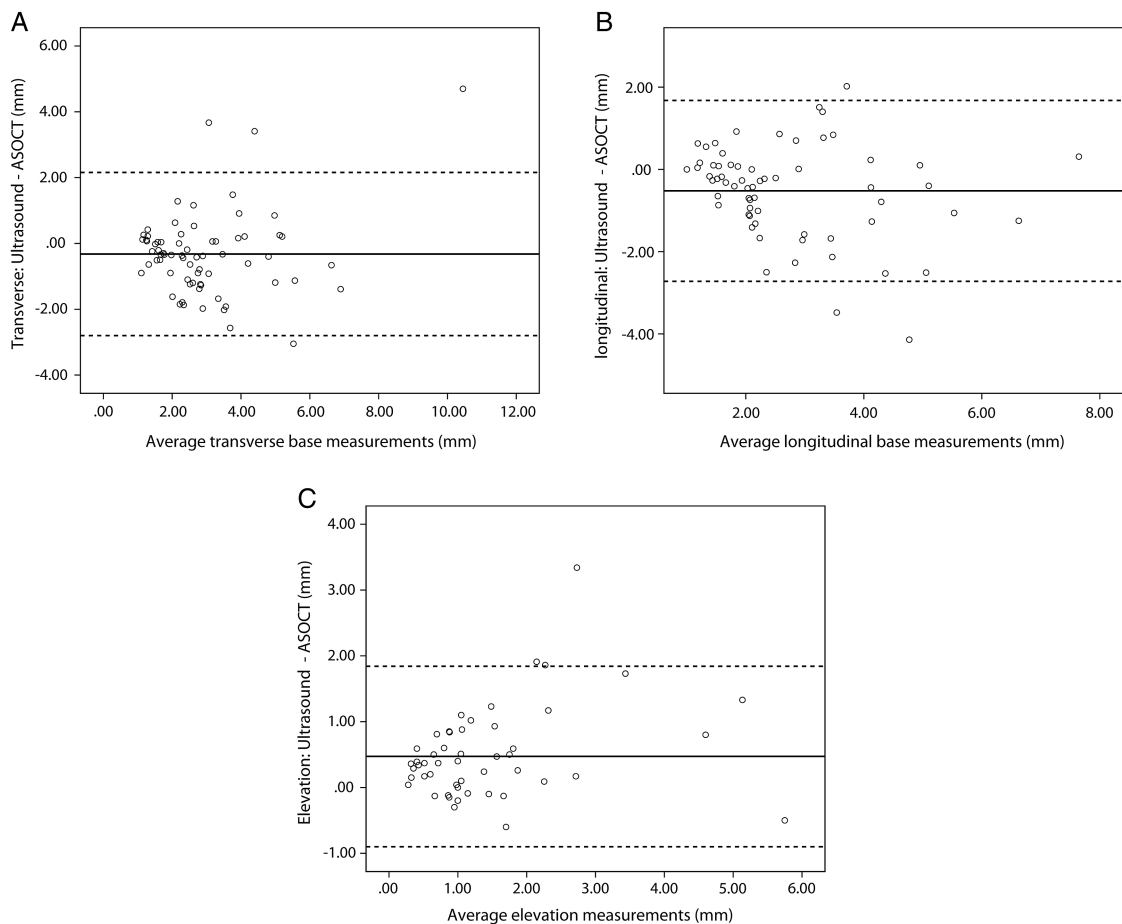 A
Transverse: Ultrasound - ASOCT (mm)
6.00
4.00
2.00
.00
-2.00
-4.00
.00 2.00 4.00 6.00 8.00 10.00 12.00
Average transverse base measurements (mm)
B
longitudinal: Ultrasound - ASOCT (mm)
2.00
.00
-2.00
-4.00
2.00 4.00 6.00 8.00
Average longitudinal base measurements (mm)
C
Elevation: Ultrasound - ASOCT (mm)
4.00
3.00
2.00
1.00
.00
-1.00
.00 1.00 2.00 3.00 4.00 5.00 6.00
Average elevation measurements (mm)